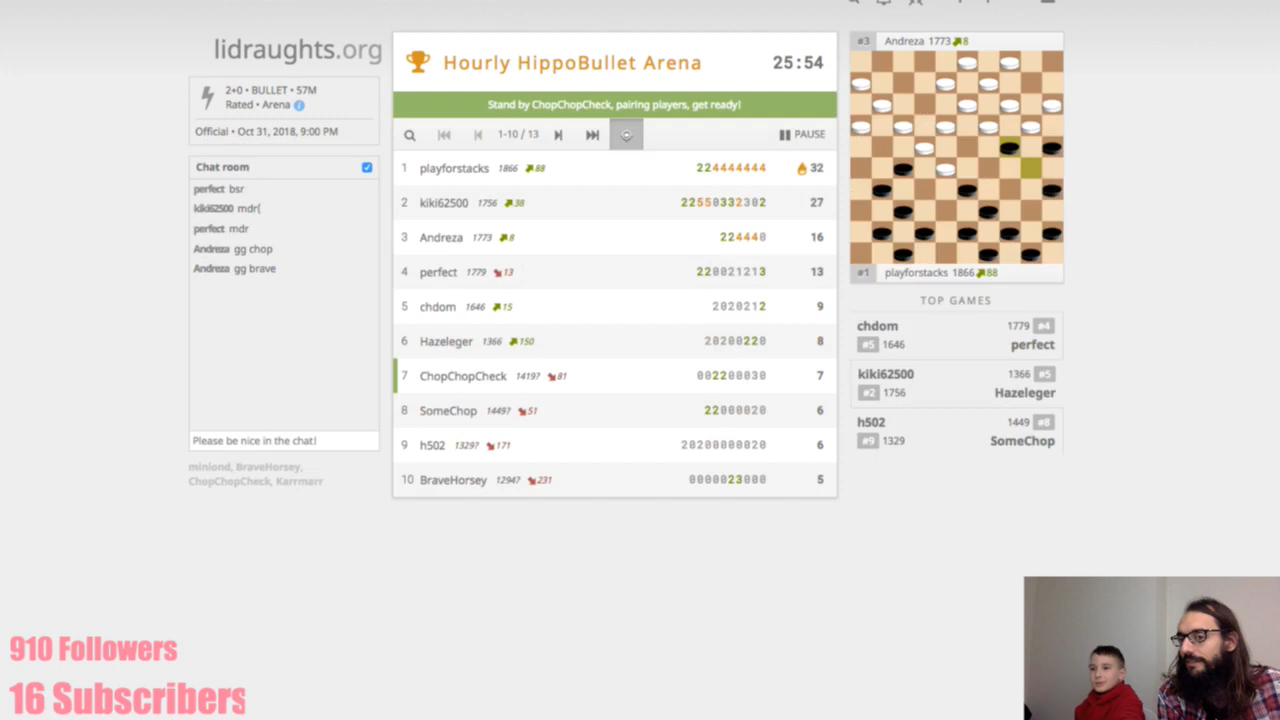 lidraughts.org
2+0 • BULLET • 57M
Rated • Arena
Official • Oct 31, 2018, 9:00 PM
Chat room
perfect bsr
kiki62500 mdr(
perfect mdr
Andreza gg chop
Andreza gg brave
Please be nice in the chat!
miniond, BraveHorsey,
ChopChopCheck, Karrmarr
Hourly HippoBullet Arena 25:54
Stand by ChopChopCheck, pairing players, get ready!
1-10 / 13 PAUSE
1 playforstacks 1866 88 224444444 32
2 kiki62500 1756 38 22550332302 27
3 Andreza 1773 8 224440 16
4 perfect 1779 13 220021213 13
5 chdom 1646 15 2020212 9
6 Hazeleger 1366 150 20200220 8
7 ChopChopCheck 1419? 81 002200030 7
8 SomeChop 1449? 51 22000020 6
9 h502 1329? 171 20200000020 6
10 BraveHorsey 1294? 231 0000023000 5
#3 Andreza 1773 8
#1 playforstacks 1866 88
TOP GAMES
chdom 1779 #4
#5 1646 perfect
kiki62500 1366 #5
#2 1756 Hazeleger
h502 1449 #8
#9 1329 SomeChop
910 Followers
16 Subscribers